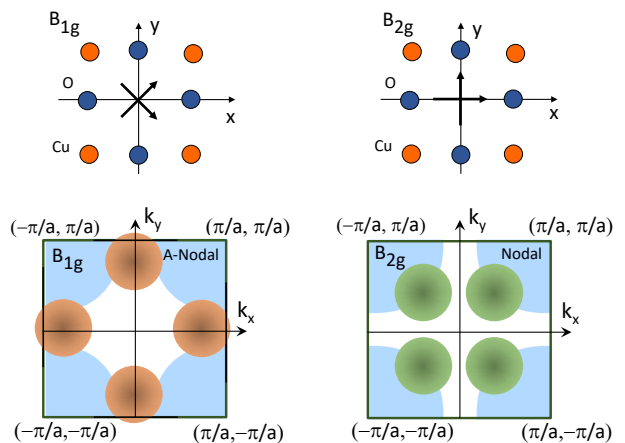 B1g
y
O
x
Cu
B2g
y
O
x
Cu
(−π/a, π/a)
ky
(π/a, π/a)
B1g
A-Nodal
kx
(−π/a,−π/a)
(π/a,−π/a)
(−π/a, π/a)
ky
(π/a, π/a)
B2g
Nodal
kx
(−π/a,−π/a)
(π/a,−π/a)